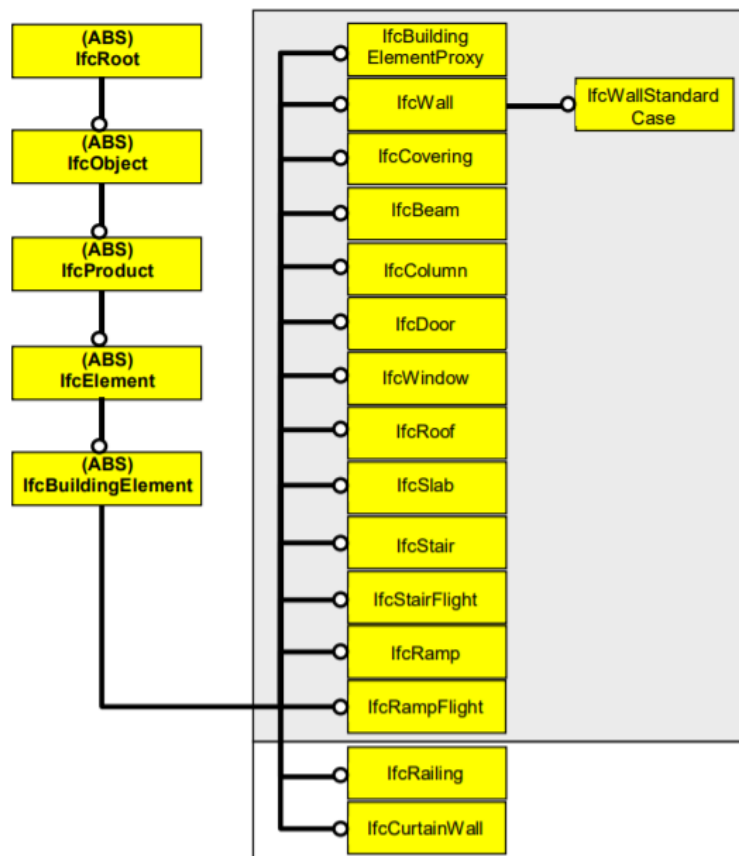 (ABS)
IfcRoot
(ABS)
IfcObject
(ABS)
IfcProduct
(ABS)
IfcElement
(ABS)
IfcBuildingElement
IfcBuilding
ElementProxy
IfcWall
IfcWallStandard
Case
IfcCovering
IfcBeam
IfcColumn
IfcDoor
IfcWindow
IfcRoof
IfcSlab
IfcStair
IfcStairFlight
IfcRamp
IfcRampFlight
IfcRailing
IfcCurtainWall